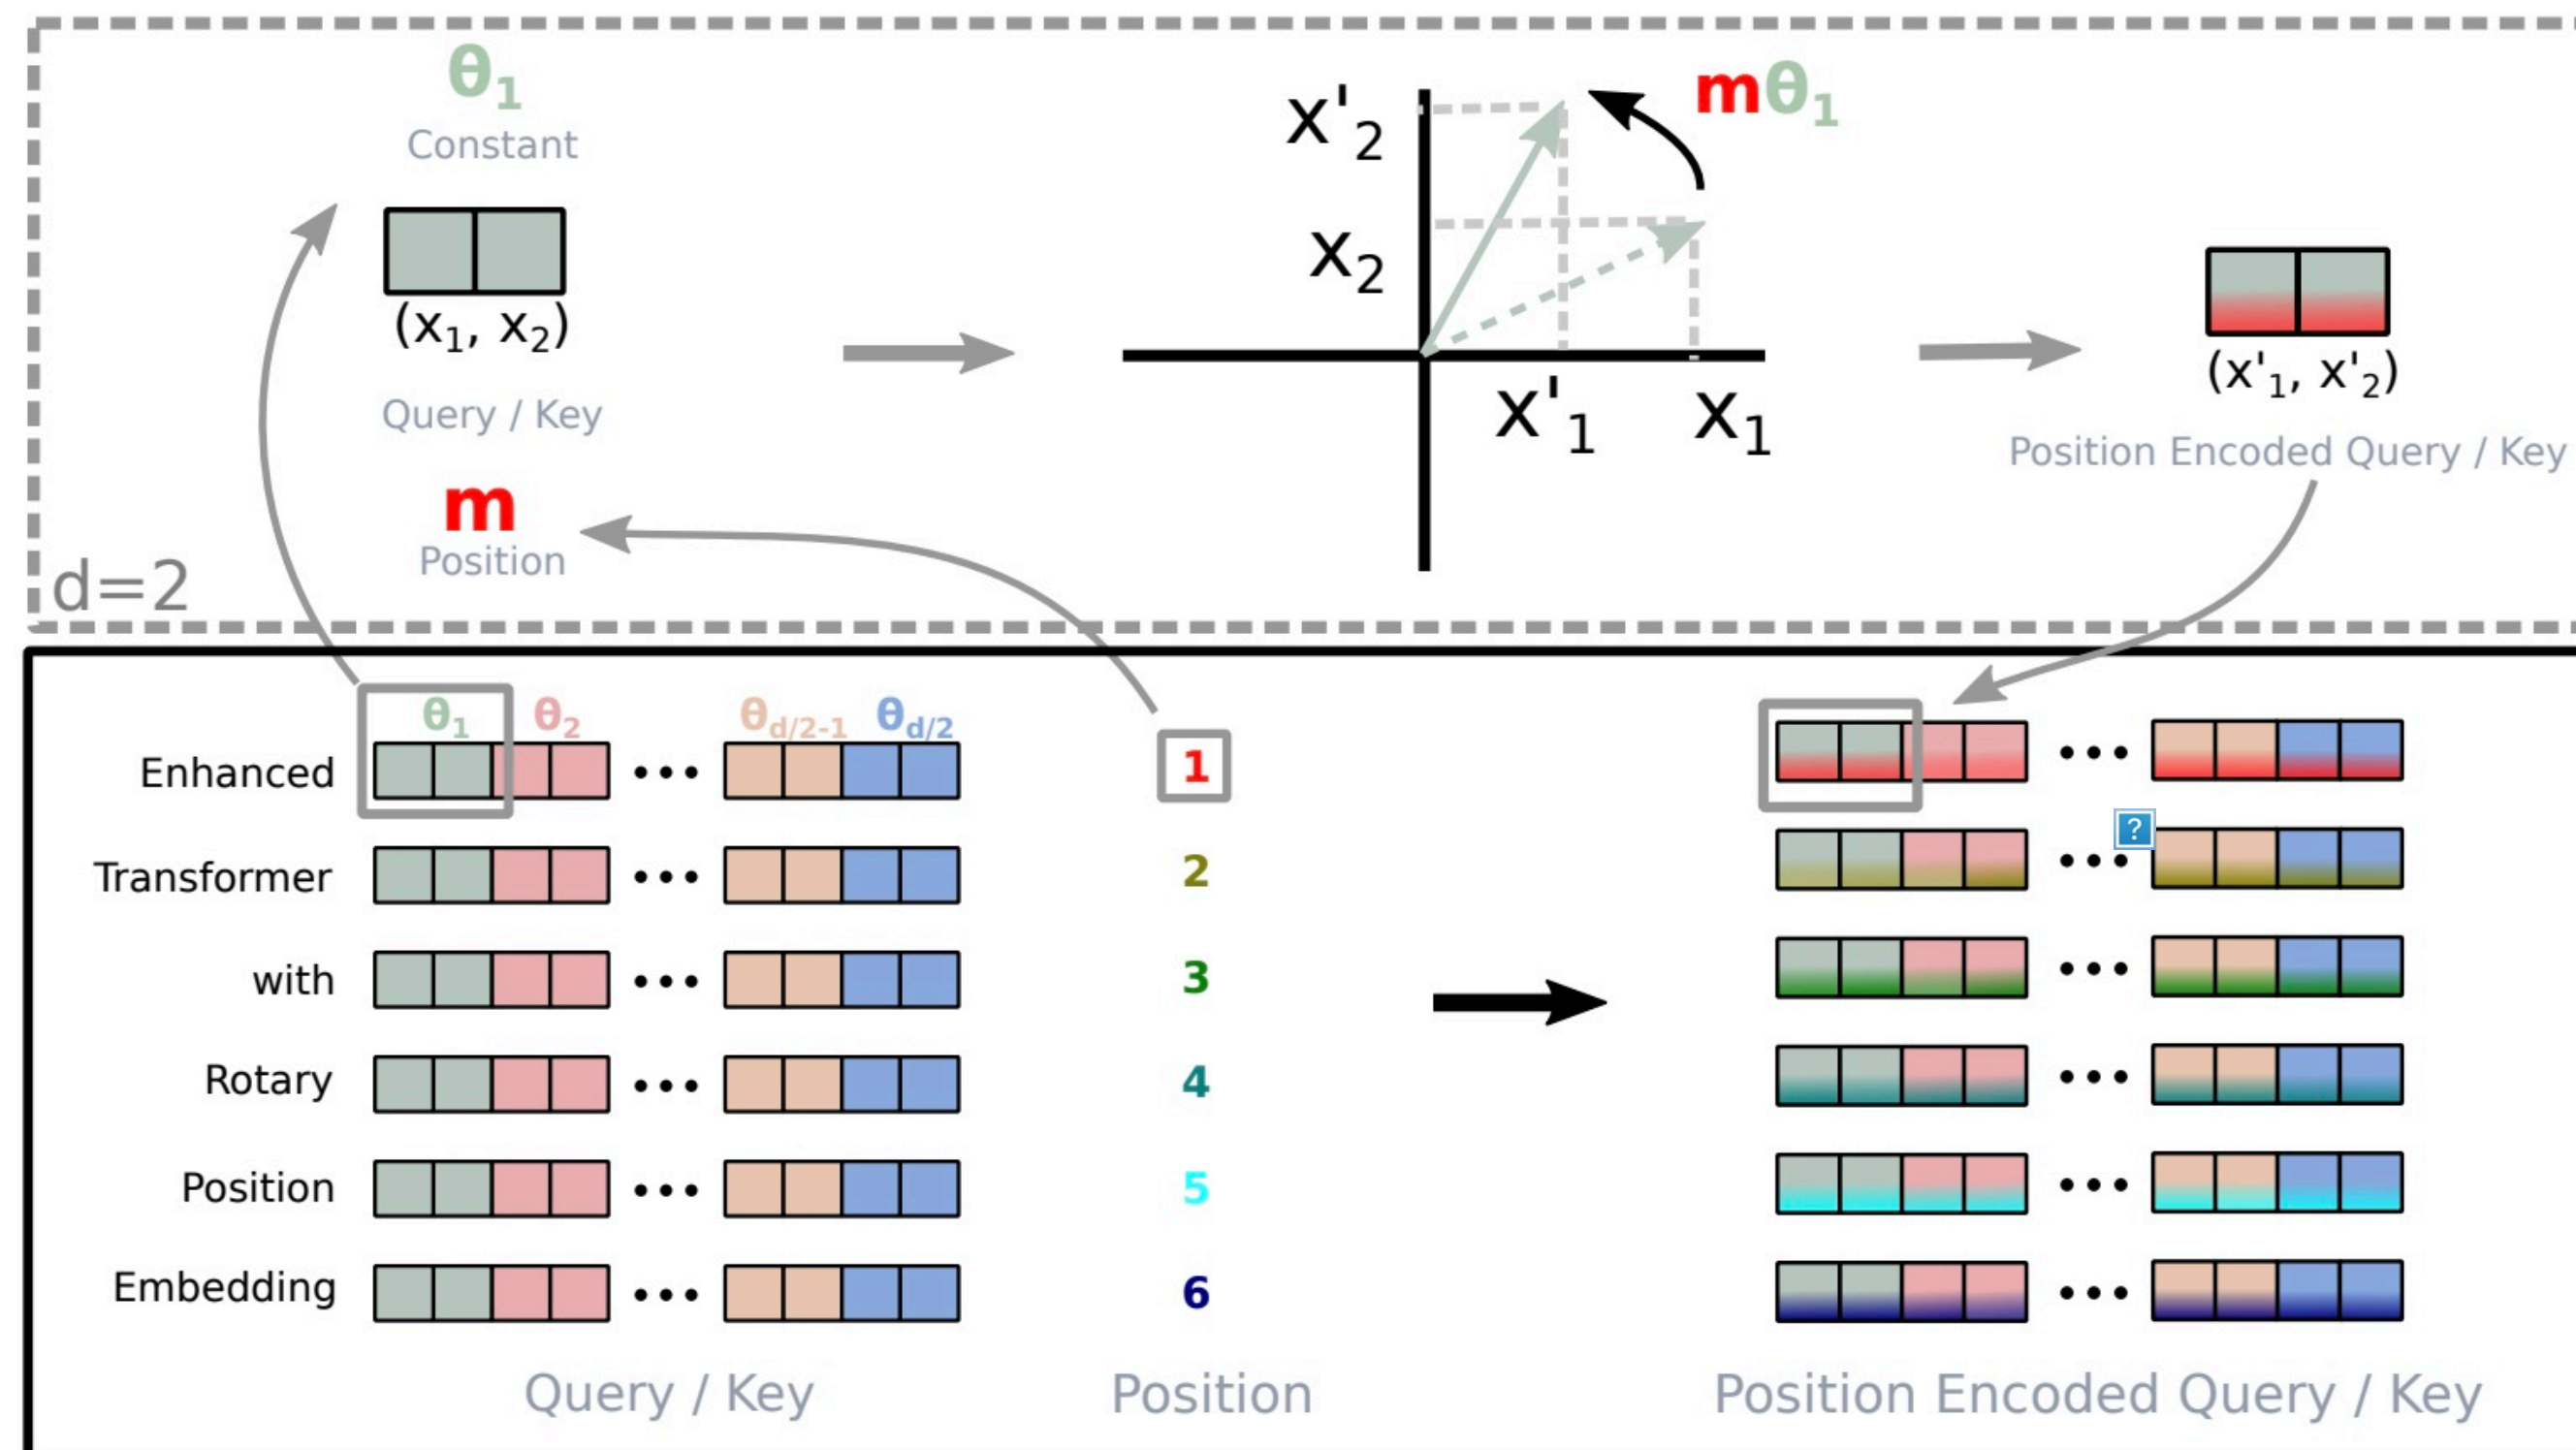 θ₁
Constant
(x₁, x₂)
Query / Key
m
Position
d=2
x'₂
x₂
x'₁
x₁
mθ₁
(x'₁, x'₂)
Position Encoded Query / Key
θ₁ θ₂ θd/2-1 θd/2
Enhanced 1
Transformer 2
with 3
Rotary 4
Position 5
Embedding 6
?
Query / Key
Position
Position Encoded Query / Key